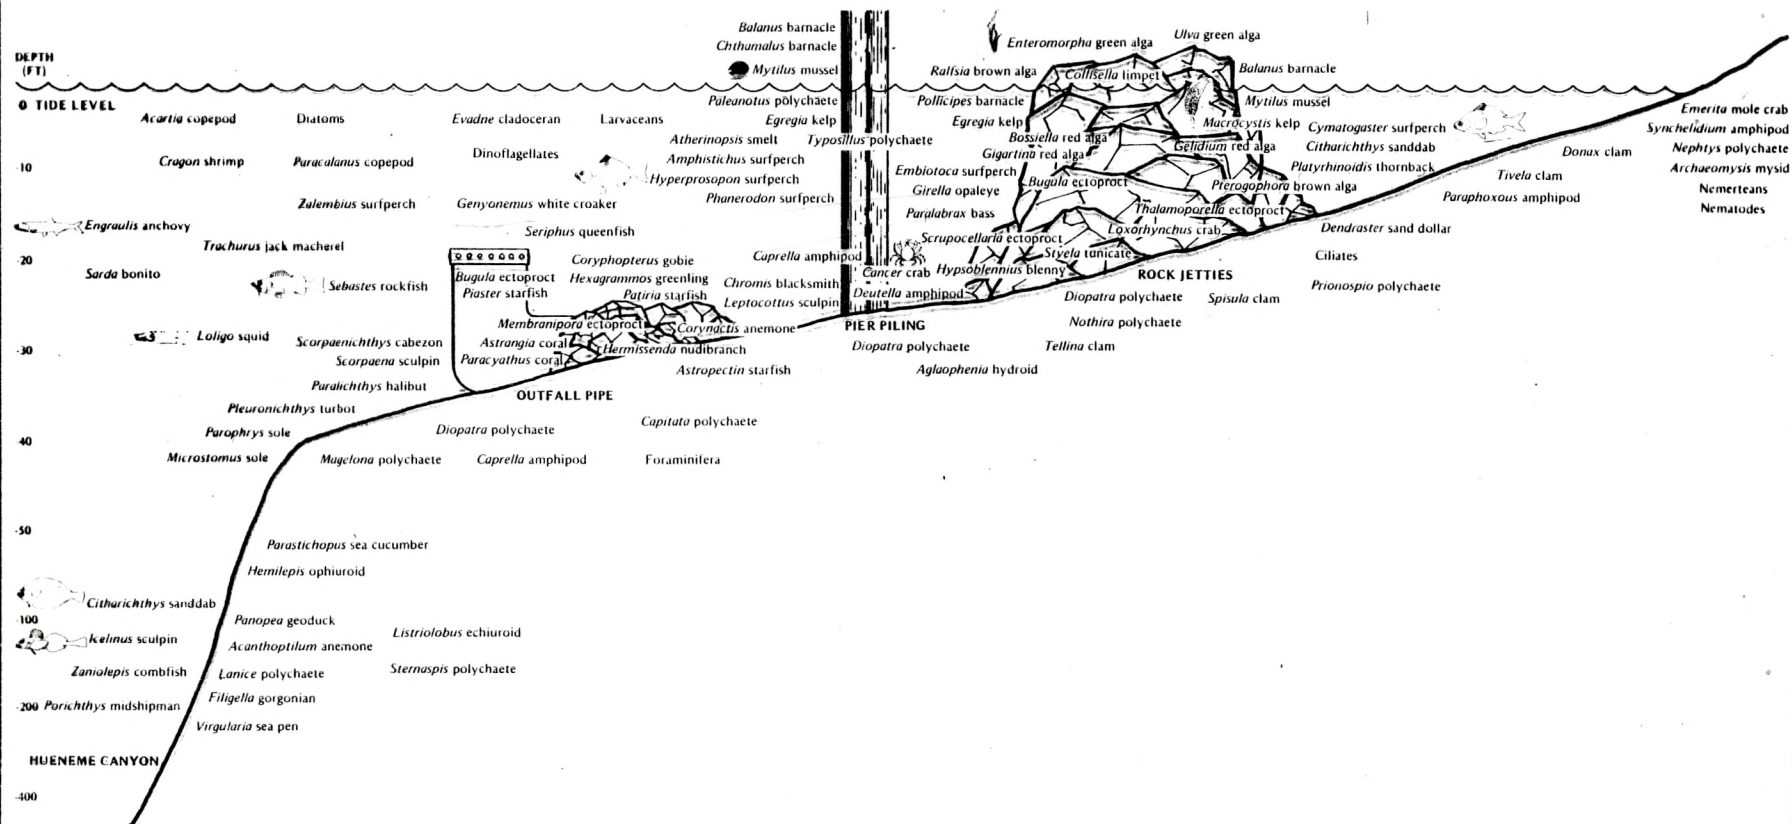 DEPTH
(FT)
0 TIDE LEVEL
-10
-20
-30
-40
-50
-100
-200
-400
Acartia copepod
Diatoms
Evadne cladoceran
Larvaceans
Cragon shrimp
Paracalanus copepod
Dinoflagellates
Zalembius surfperch
Genyonemus white croaker
Engraulis anchovy
Seriphus queenfish
Trachurus jack macherel
Sarda bonito
Sebastes rockfish
Loligo squid
Scorpaenichthys cabezon
Scorpaena sculpin
Paralichthys halibut
Pleuronichthys turbot
Parophrys sole
Microstomus sole
Bugula ectoproct
Piaster starfish
Coryphopterus gobie
Hexagrammos greenling
Patiria starfish
Membranipora ectoproct
Corynactis anemone
Astrangia coral
Hermissenda nudibranch
Paracyathus coral
Astropectin starfish
OUTFALL PIPE
Diopatra polychaete
Capitata polychaete
Magelona polychaete
Caprella amphipod
Foraminifera
Parastichopus sea cucumber
Hemilepis ophiuroid
Citharichthys sanddab
Panopea geoduck
Listriolobus echiuroid
Icelinus sculpin
Acanthoptilum anemone
Zaniolepis combfish
Lanice polychaete
Sternaspis polychaete
Porichthys midshipman
Filigella gorgonian
Virgularia sea pen
HUENEME CANYON
Balanus barnacle
Chthamalus barnacle
Mytilus mussel
Paleanotus polychaete
Egregia kelp
Atherinopsis smelt
Typosillus polychaete
Amphistichus surfperch
Hyperprosopon surfperch
Phanerodon surfperch
Caprella amphipod
Chromis blacksmith
Leptocottus sculpin
Cancer crab
Deutella amphipod
PIER PILING
Diopatra polychaete
Aglaophenia hydroid
Enteromorpha green alga
Ulva green alga
Ralfsia brown alga
Collisella limpet
Balanus barnacle
Pollicipes barnacle
Mytilus mussel
Egregia kelp
Macrocystis kelp
Bossiella red alga
Gelidium red alga
Gigartina red alga
Embiotoca surfperch
Bugula ectoproct
Pterogophora brown alga
Girella opaleye
Paralabrax bass
Thalamoporella ectoproct
Loxorhynchus crab
Scrupocellaria ectoproct
Styela tunicate
Hypsoblennius blenny
ROCK JETTIES
Diopatra polychaete
Spisula clam
Nothira polychaete
Tellina clam
Cymatogaster surfperch
Citharichthys sanddab
Platyrhinoidis thornback
Donax clam
Tivela clam
Paraphoxous amphipod
Dendraster sand dollar
Ciliates
Prionospio polychaete
Emerita mole crab
Synchelidium amphipod
Nephtys polychaete
Archaeomysis mysid
Nemerteans
Nematodes